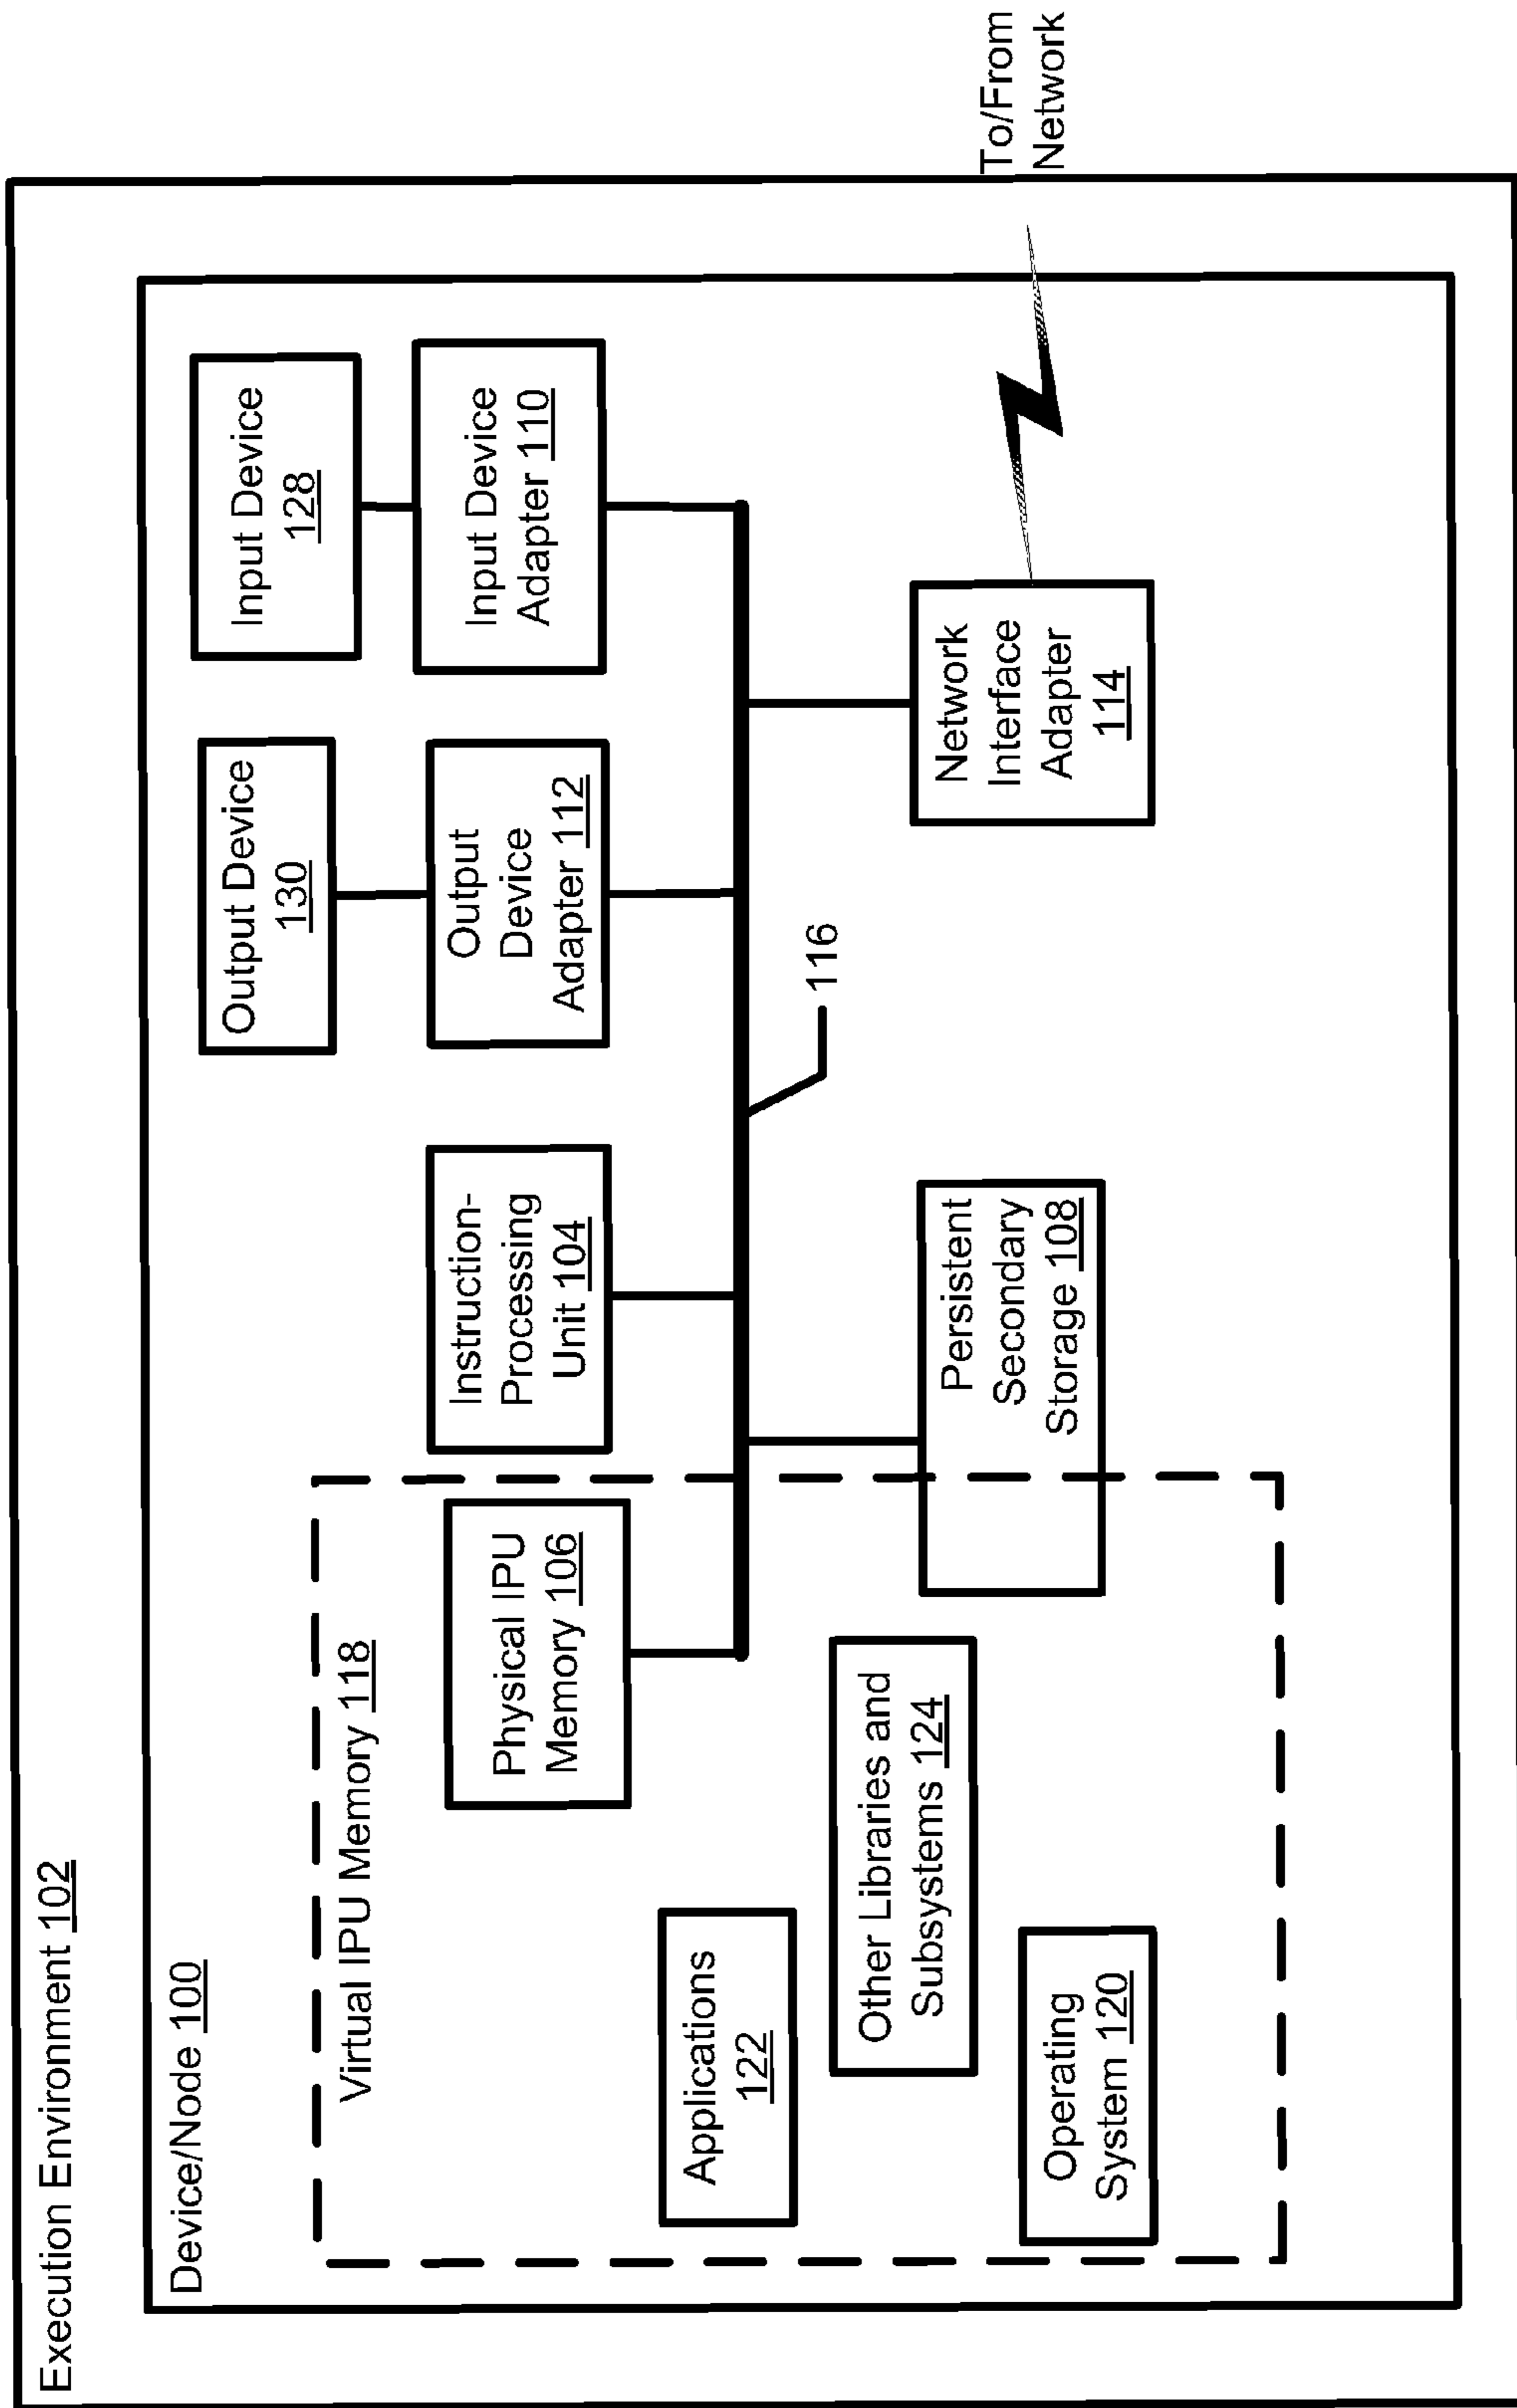 Execution Environment 102
Device/Node 100
Virtual IPU Memory 118
Physical IPU
Memory 106
Instruction-
Processing
Unit 104
Output Device
130
Output
Device
Adapter 112
Input Device
128
Input Device
Adapter 110
116
Applications
122
Other Libraries and
Subsystems 124
Operating
System 120
Persistent
Secondary
Storage 108
Network
Interface
Adapter
114
To/From
Network